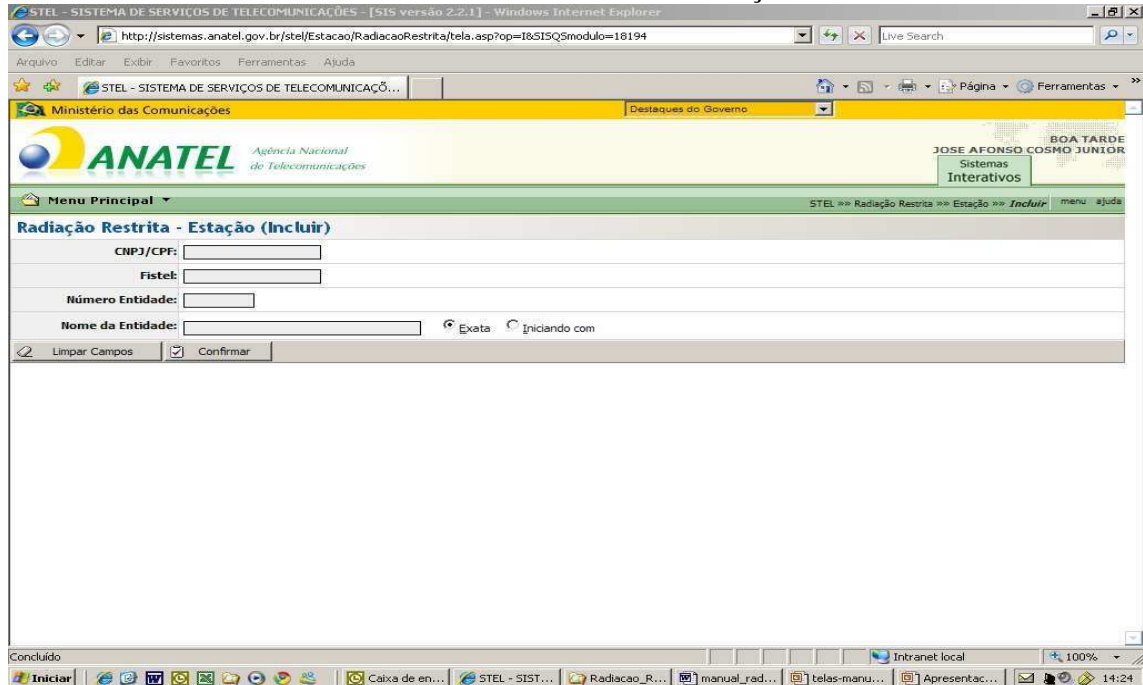 STEL - SISTEMA DE SERVIÇOS DE TELECOMUNICAÇÕES - [SIS versão 2.2.1] - Windows Internet Explorer
http://sistemas.anatel.gov.br/stel/Estacao/RadiacaoRestrita/tela.asp?op=I&SISQSmodulo=18194
Live Search
Arquivo Editar Exibir Favoritos Ferramentas Ajuda
STEL - SISTEMA DE SERVIÇOS DE TELECOMUNICAÇÕ...
Página Ferramentas
Ministério das Comunicações
Destaques do Governo
BOA TARDE
JOSE AFONSO COSMO JUNIOR
ANATEL
Agência Nacional
de Telecomunicações
Sistemas
Interativos
Menu Principal
STEL »» Radiação Restrita »» Estação »» Incluir menu ajuda
Radiação Restrita - Estação (Incluir)
CNPJ/CPF:
Fistel:
Número Entidade:
Nome da Entidade: Exata Iniciando com
Limpar Campos Confirmar
Concluído
Intranet local
100%
Iniciar
Caixa de en...
STEL - SIST...
Radiacao_R...
manual_rad...
telas-manu...
Apresentac...
14:24